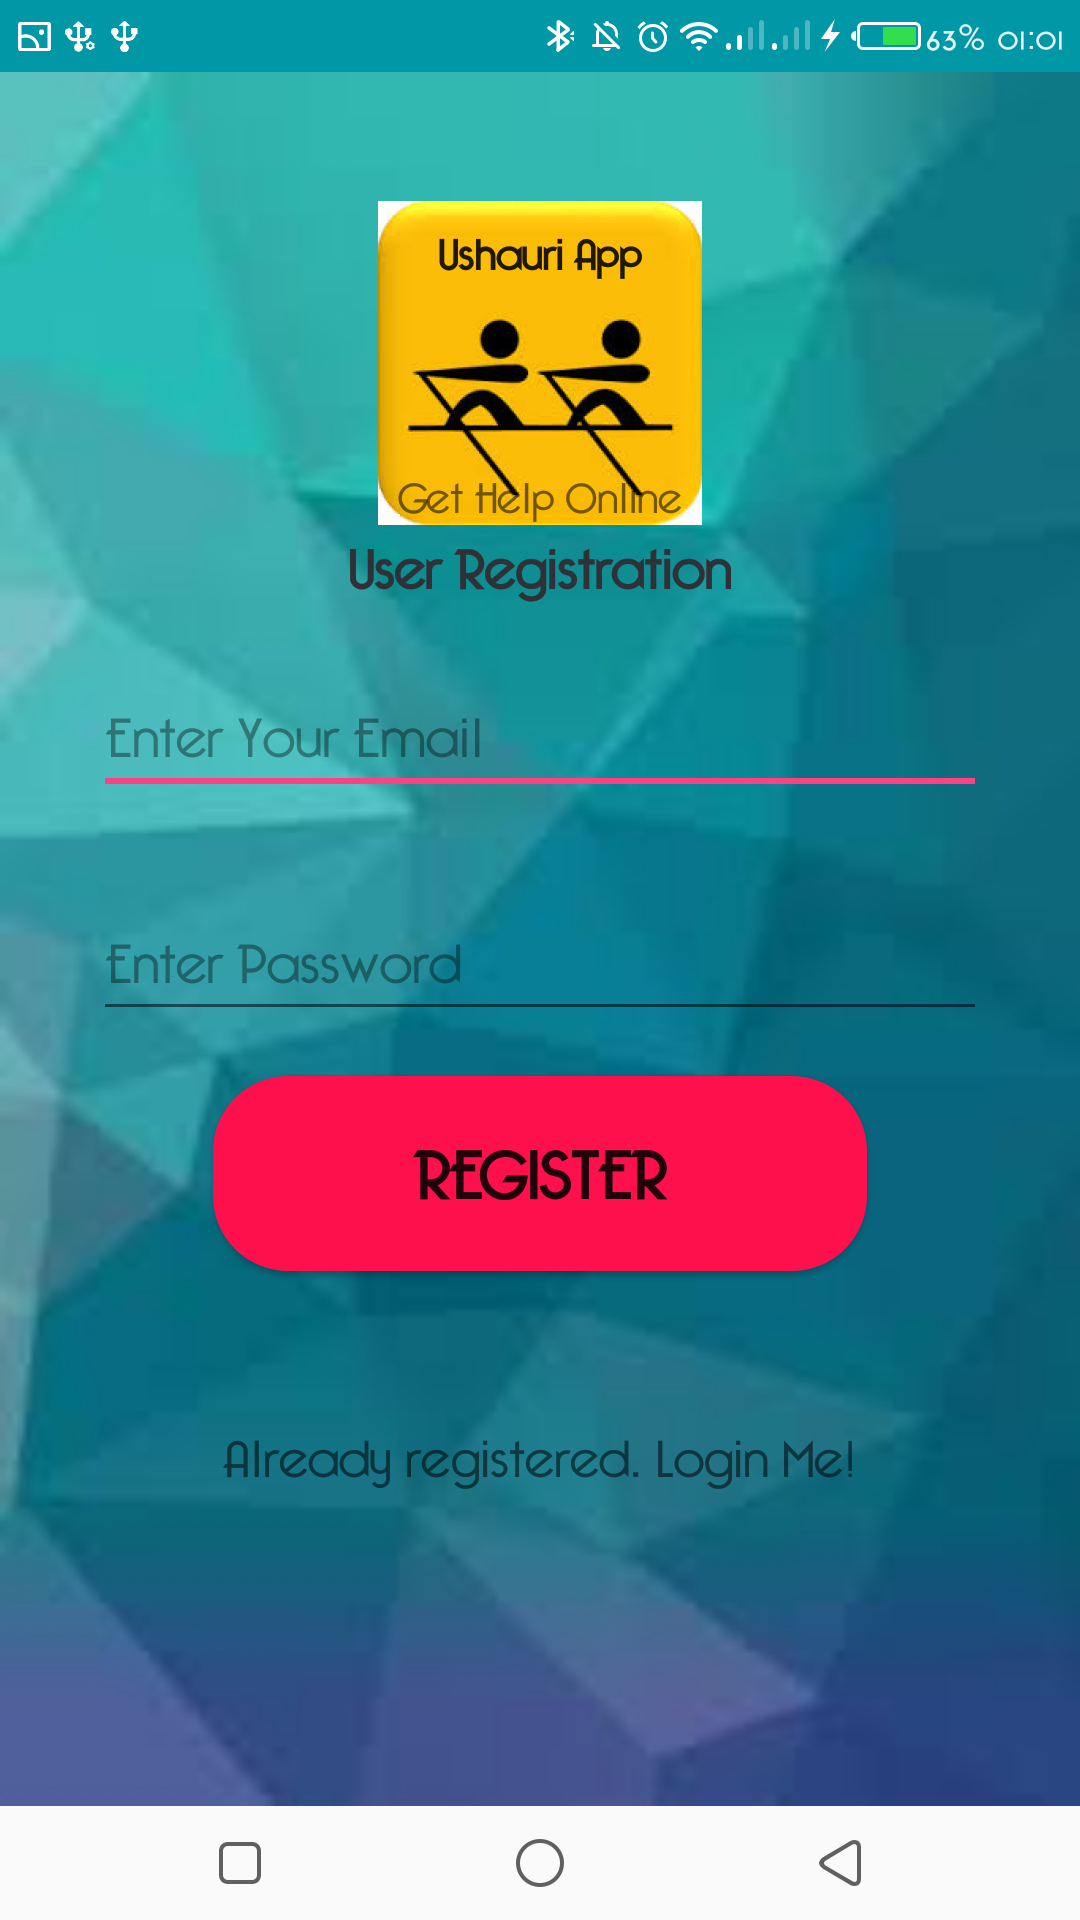 63% 01:01
Ushauri App
Get Help Online
User Registration
Enter Your Email
Enter Password
REGISTER
Already registered. Login Me!